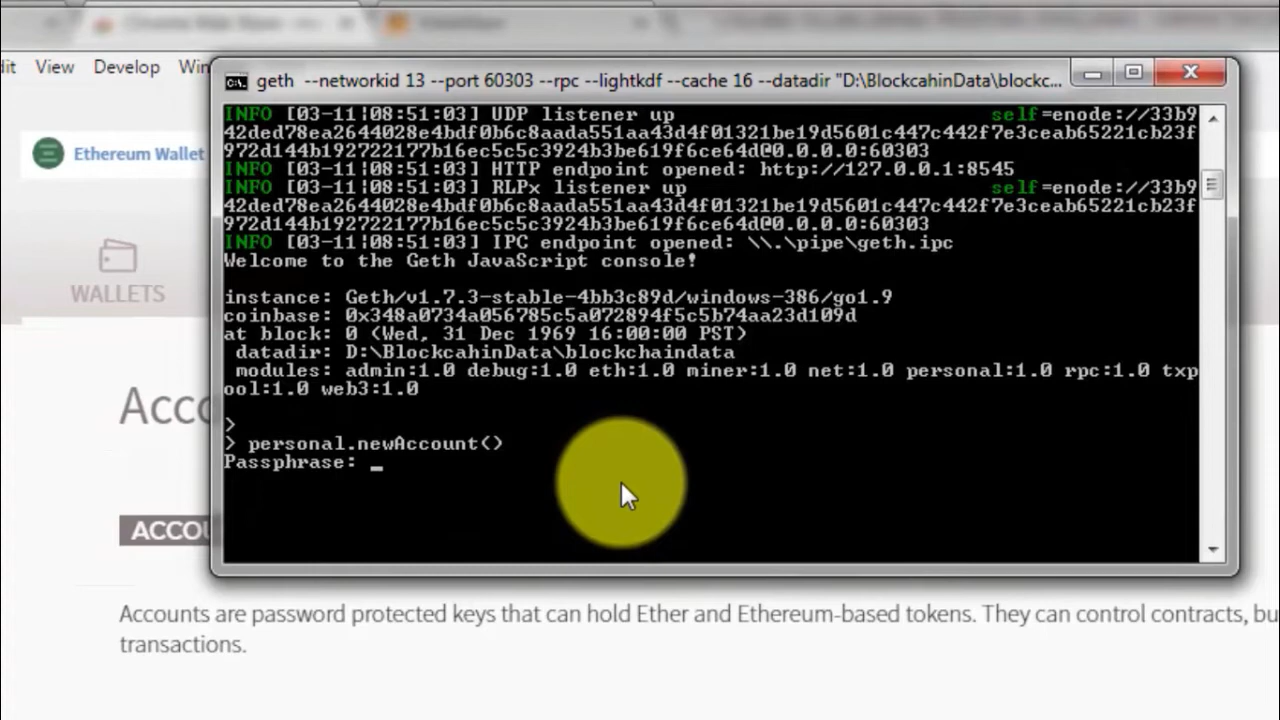 dit View Develop Win
geth --networkid 13 --port 60303 --rpc --lightkdf --cache 16 --datadir "D:\BlockcahinData\blockc...
Ethereum Wallet
WALLETS
INFO [03-11|08:51:03] UDP listener up self=enode://33b9
42ded78ea2644028e4bdf0b6c8aada551aa43d4f01321be19d5601c447c442f7e3ceab65221cb23f
972d144b192722177b16ec5c5c3924b3be619f6ce64d@0.0.0.0:60303
INFO [03-11|08:51:03] HTTP endpoint opened: http://127.0.0.1:8545
INFO [03-11|08:51:03] RLPx listener up self=enode://33b9
42ded78ea2644028e4bdf0b6c8aada551aa43d4f01321be19d5601c447c442f7e3ceab65221cb23f
972d144b192722177b16ec5c5c3924b3be619f6ce64d@0.0.0.0:60303
INFO [03-11|08:51:03] IPC endpoint opened: \\.\pipe\geth.ipc
Welcome to the Geth JavaScript console!
instance: Geth/v1.7.3-stable-4bb3c89d/windows-386/go1.9
coinbase: 0x348a0734a056785c5a072894f5c5b74aa23d109d
at block: 0 (Wed, 31 Dec 1969 16:00:00 PST)
datadir: D:\BlockcahinData\blockchaindata
modules: admin:1.0 debug:1.0 eth:1.0 miner:1.0 net:1.0 personal:1.0 rpc:1.0 txp
ool:1.0 web3:1.0
>
> personal.newAccount()
Passphrase: _
Acco
ACCOU
Accounts are password protected keys that can hold Ether and Ethereum-based tokens. They can control contracts, bu
transactions.